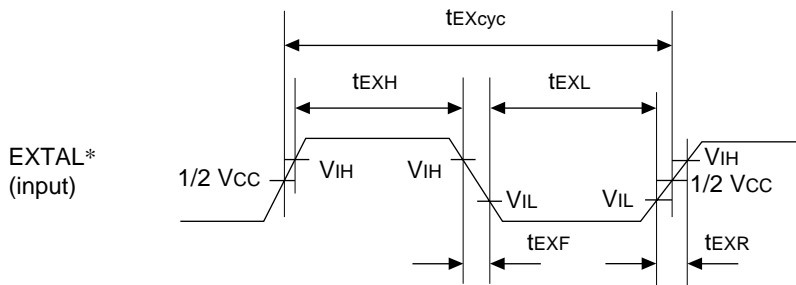 tEXcyc
tEXH tEXL
EXTAL*
(input)
1/2 VCC
VIH VIH VIH
1/2 VCC
VIL VIL
tEXF tEXR